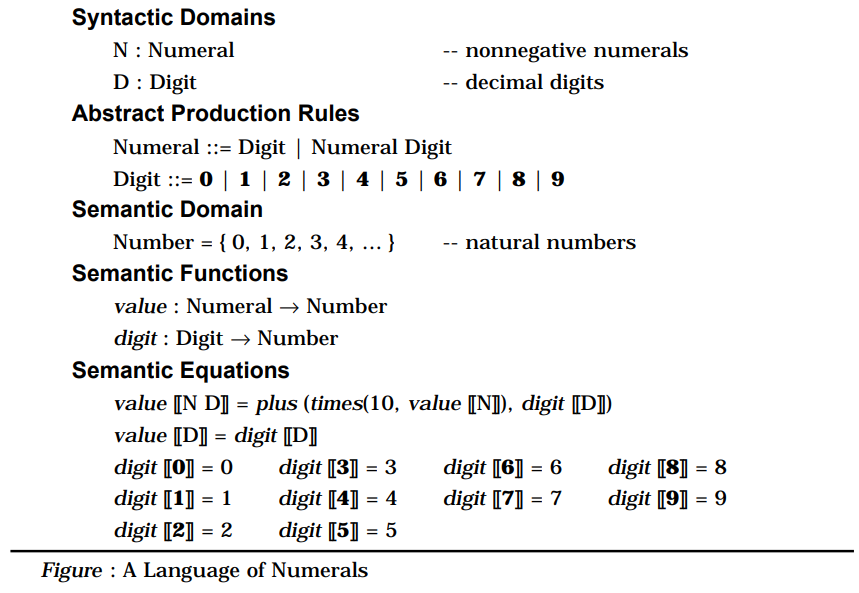 Syntactic Domains
N : Numeral -- nonnegative numerals
D : Digit -- decimal digits
Abstract Production Rules
Numeral ::= Digit | Numeral Digit
Digit ::= 0 | 1 | 2 | 3 | 4 | 5 | 6 | 7 | 8 | 9
Semantic Domain
Number = { 0, 1, 2, 3, 4, … } -- natural numbers
Semantic Functions
value : Numeral → Number
digit : Digit → Number
Semantic Equations
value ⟦N D⟧ = plus (times(10, value ⟦N⟧), digit ⟦D⟧)
value ⟦D⟧ = digit ⟦D⟧
digit ⟦0⟧ = 0 digit ⟦3⟧ = 3 digit ⟦6⟧ = 6 digit ⟦8⟧ = 8
digit ⟦1⟧ = 1 digit ⟦4⟧ = 4 digit ⟦7⟧ = 7 digit ⟦9⟧ = 9
digit ⟦2⟧ = 2 digit ⟦5⟧ = 5
Figure : A Language of Numerals